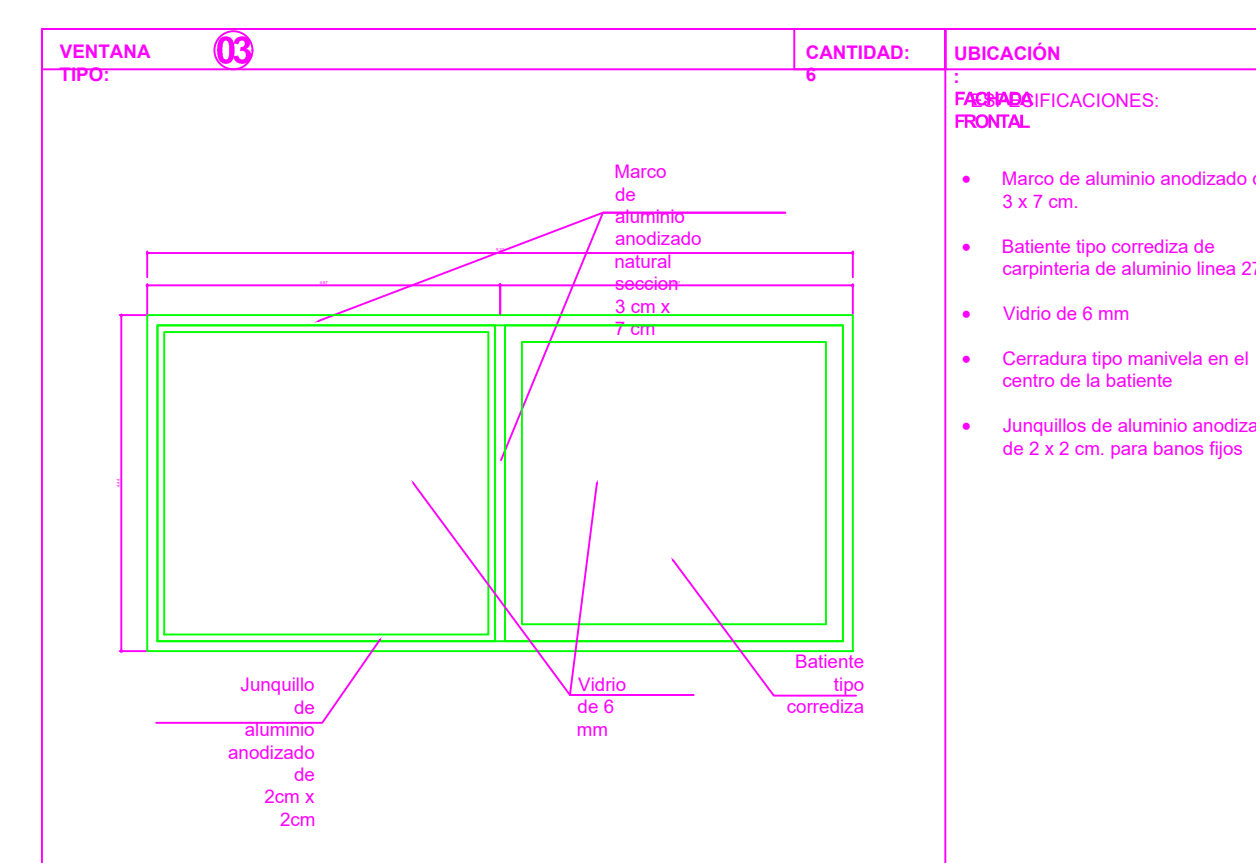 VENTANA
TIPO:
03
CANTIDAD:
6
UBICACIÓN
:
FACHADA
FRONTAL
ESPECIFICACIONES:
Marco
de
aluminio
anodizado
natural
seccion
3 cm x
7 cm
• Marco de aluminio anodizado
3 x 7 cm.
• Batiente tipo corrediza de
carpinteria de aluminio linea 27
• Vidrio de 6 mm
• Cerradura tipo manivela en el
centro de la batiente
• Junquillos de aluminio anodiza
de 2 x 2 cm. para banos fijos
Junquillo
de
aluminio
anodizado
de
2cm x
2cm
Vidrio
de 6
mm
Batiente
tipo
corrediza